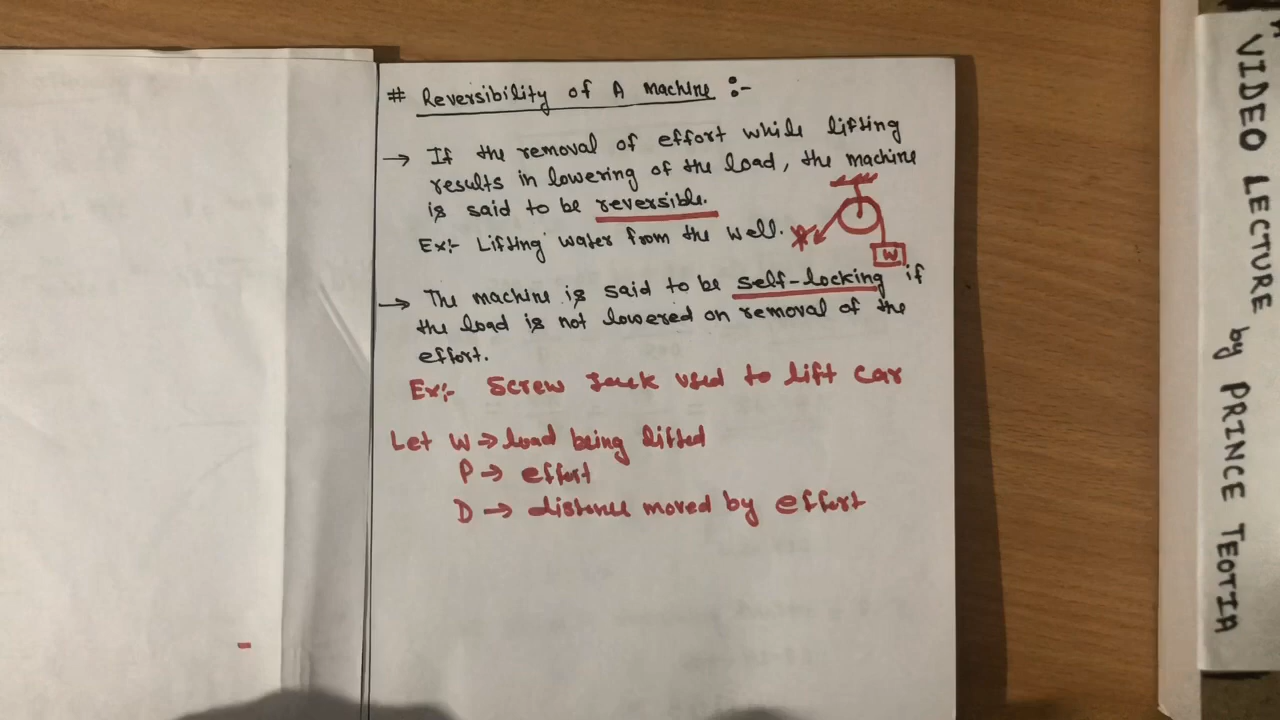 # Reversibility of A machine :-
→ If the removal of effort while lifting
results in lowering of the load, the machine
is said to be reversible.
Ex:- Lifting water from the well.
W
→ The machine is said to be self-locking if
the load is not lowered on removal of the
effort.
Ex:- Screw Jack used to lift car
Let W → load being lifted
P → effort
D → distance moved by effort
VIDEO LECTURE by PRINCE TEOTIA